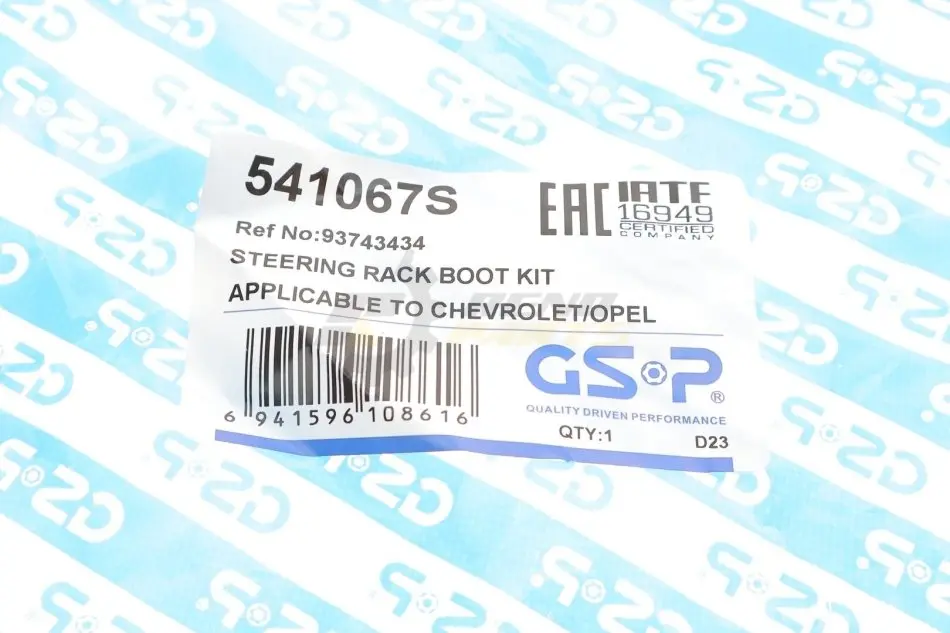 541067S
EAC
IATF
16949
CERTIFIED
COMPANY
Ref No:93743434
STEERING RACK BOOT KIT
APPLICABLE TO CHEVROLET/OPEL
6 941596 108616
GSP®
QUALITY DRIVEN PERFORMANCE
QTY:1
D23